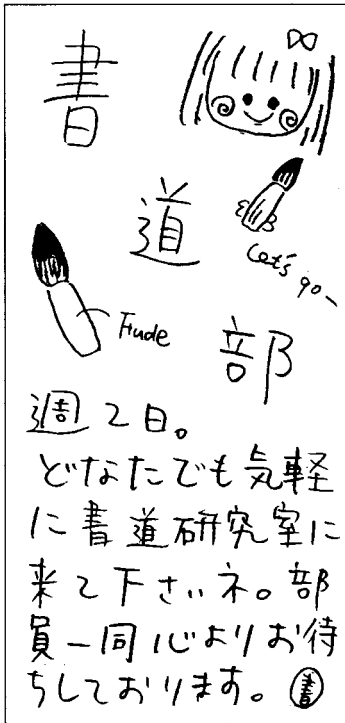 書
道
Let's go～
Fude
部
週2日。
どなたでも気軽
に書道研究室に
来て下さいネ。部
員一同心よりお待
ちしております。㊢